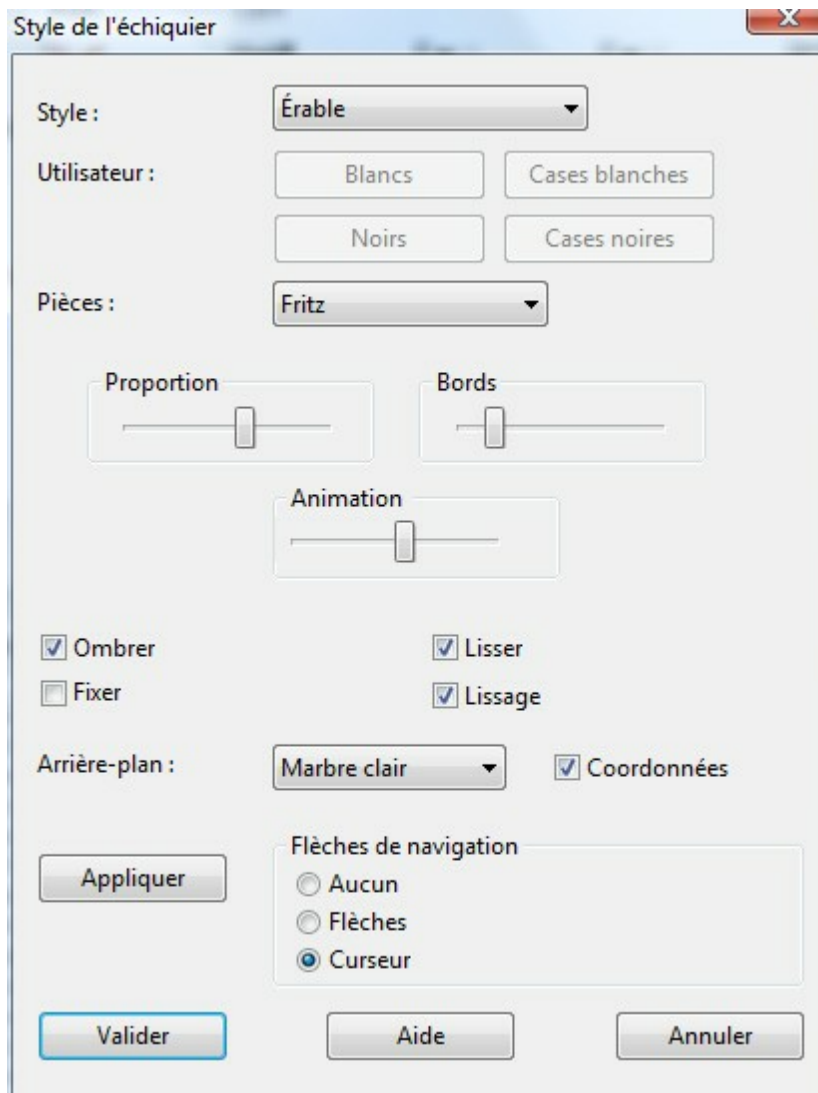 Style de l'échiquier
Style :
Érable
Utilisateur :
Blancs
Cases blanches
Noirs
Cases noires
Pièces :
Fritz
Proportion
Bords
Animation
Ombrer
Lisser
Fixer
Lissage
Arrière-plan :
Marbre clair
Coordonnées
Flèches de navigation
Appliquer
Aucun
Flèches
Curseur
Valider
Aide
Annuler